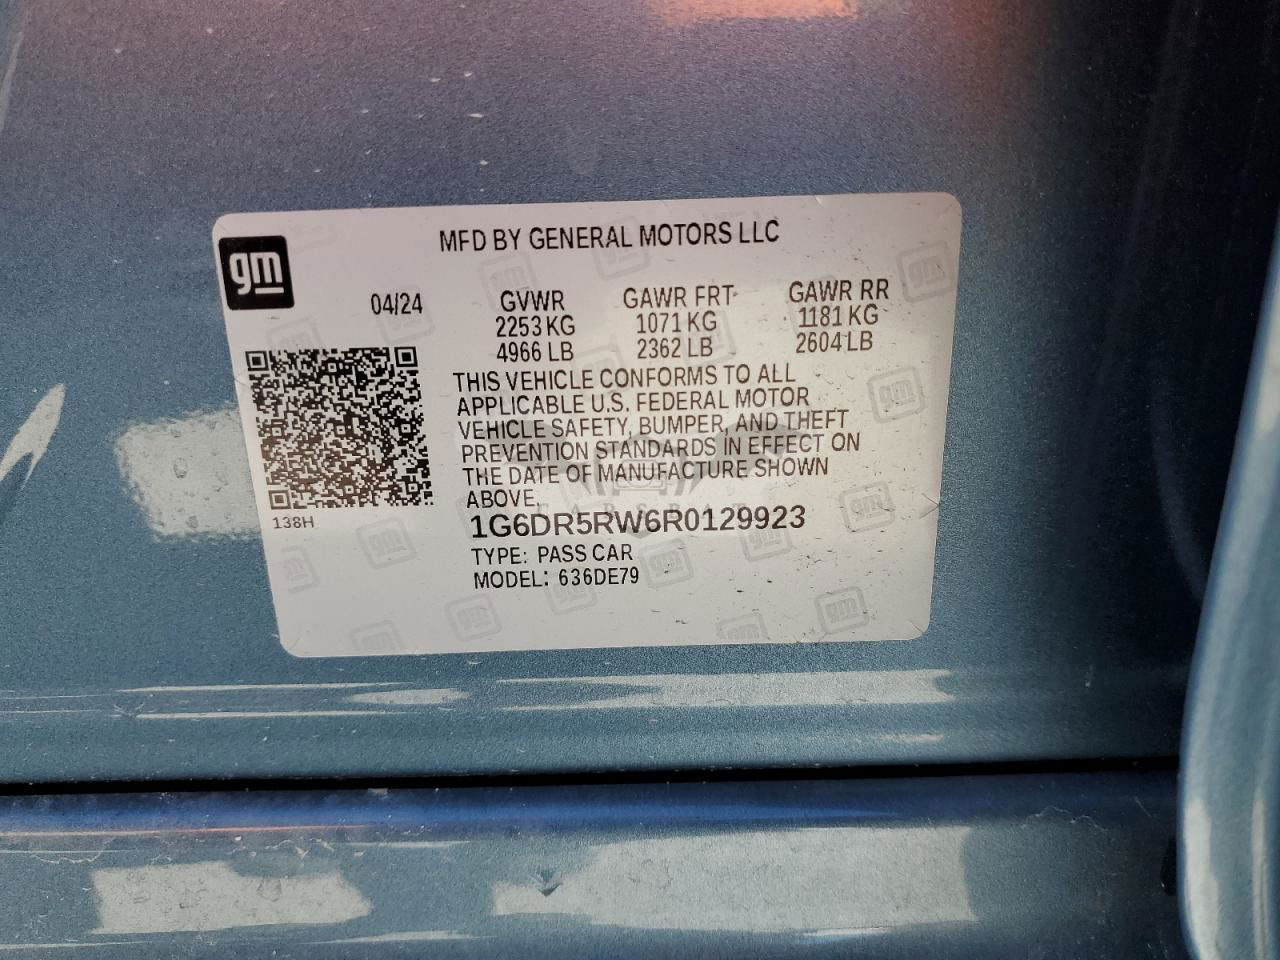 MFD BY GENERAL MOTORS LLC
gm
04/24
GVWR GAWR FRT GAWR RR
2253 KG 1071 KG 1181 KG
4966 LB 2362 LB 2604 LB
THIS VEHICLE CONFORMS TO ALL
APPLICABLE U.S. FEDERAL MOTOR
VEHICLE SAFETY, BUMPER, AND THEFT
PREVENTION STANDARDS IN EFFECT ON
THE DATE OF MANUFACTURE SHOWN
ABOVE.
138H
1G6DR5RW6R0129923
TYPE: PASS CAR
MODEL: 636DE79